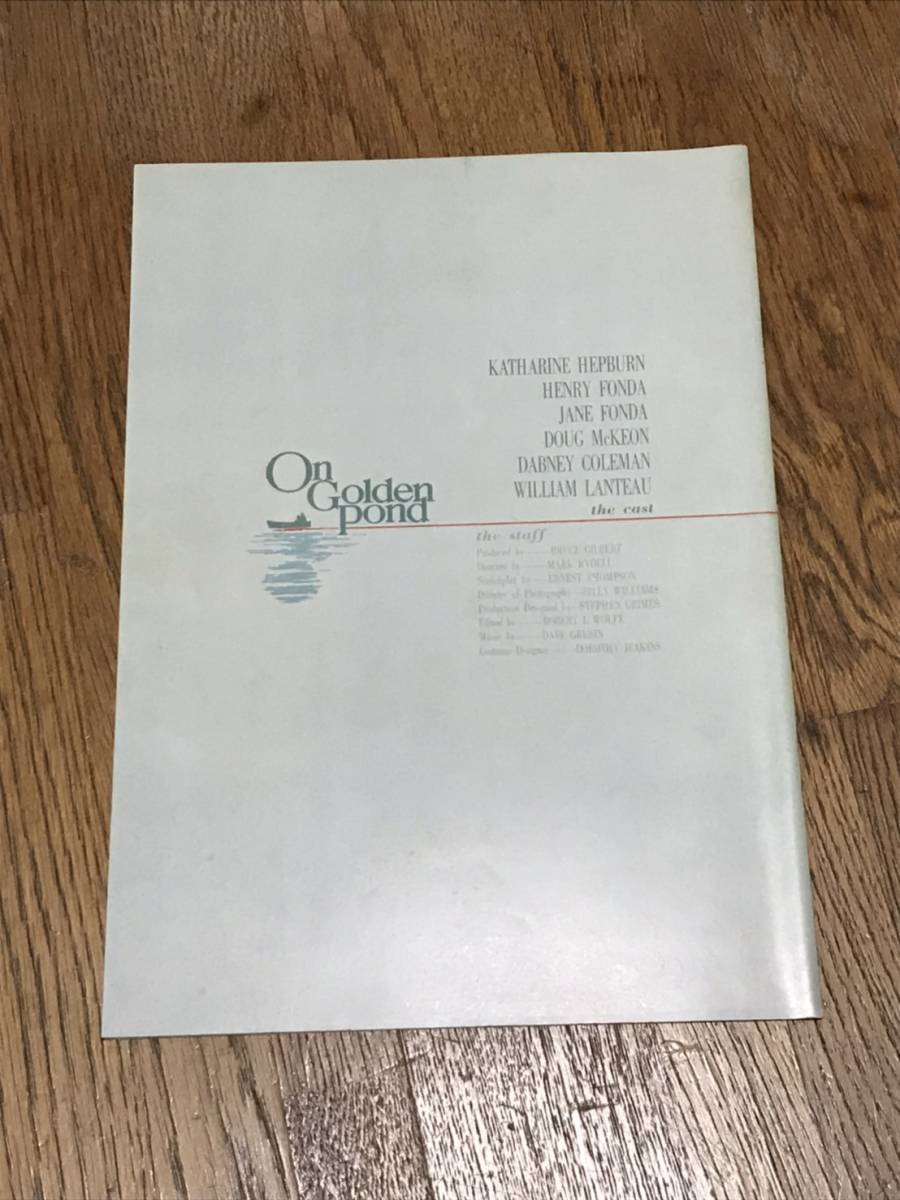 On
Golden
pond
KATHARINE HEPBURN
HENRY FONDA
JANE FONDA
DOUG McKEON
DABNEY COLEMAN
WILLIAM LANTEAU
the cast
the staff
Produced by BRUCE GILBERT
Directed by MARK RYDELL
Screenplay by ERNEST THOMPSON
Director of Photography BILLY WILLIAMS
Production Designed by STEPHEN GRIMES
Edited by ROBERT L WOLFE
Music by DAVE GRUSIN
Costume Designer DOROTHY JEAKINS